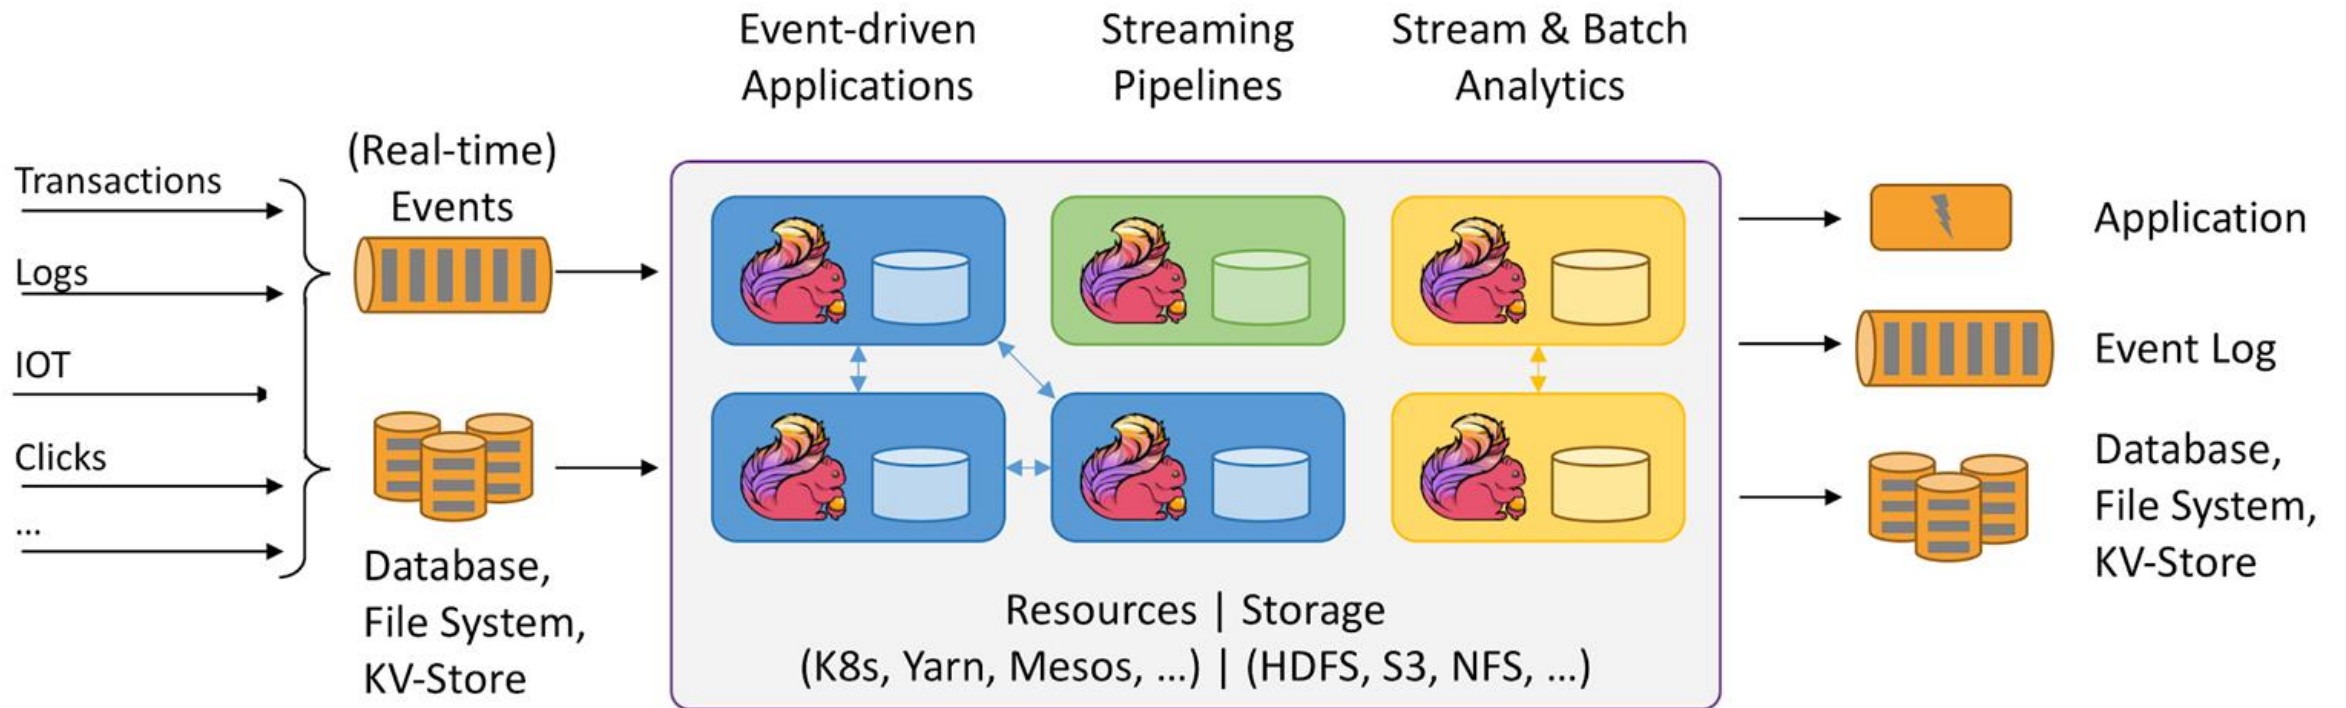 Event-driven
Applications
Streaming
Pipelines
Stream & Batch
Analytics
Transactions
Logs
IOT
Clicks
...
(Real-time)
Events
Database,
File System,
KV-Store
Resources | Storage
(K8s, Yarn, Mesos, ...) | (HDFS, S3, NFS, ...)
Application
Event Log
Database,
File System,
KV-Store